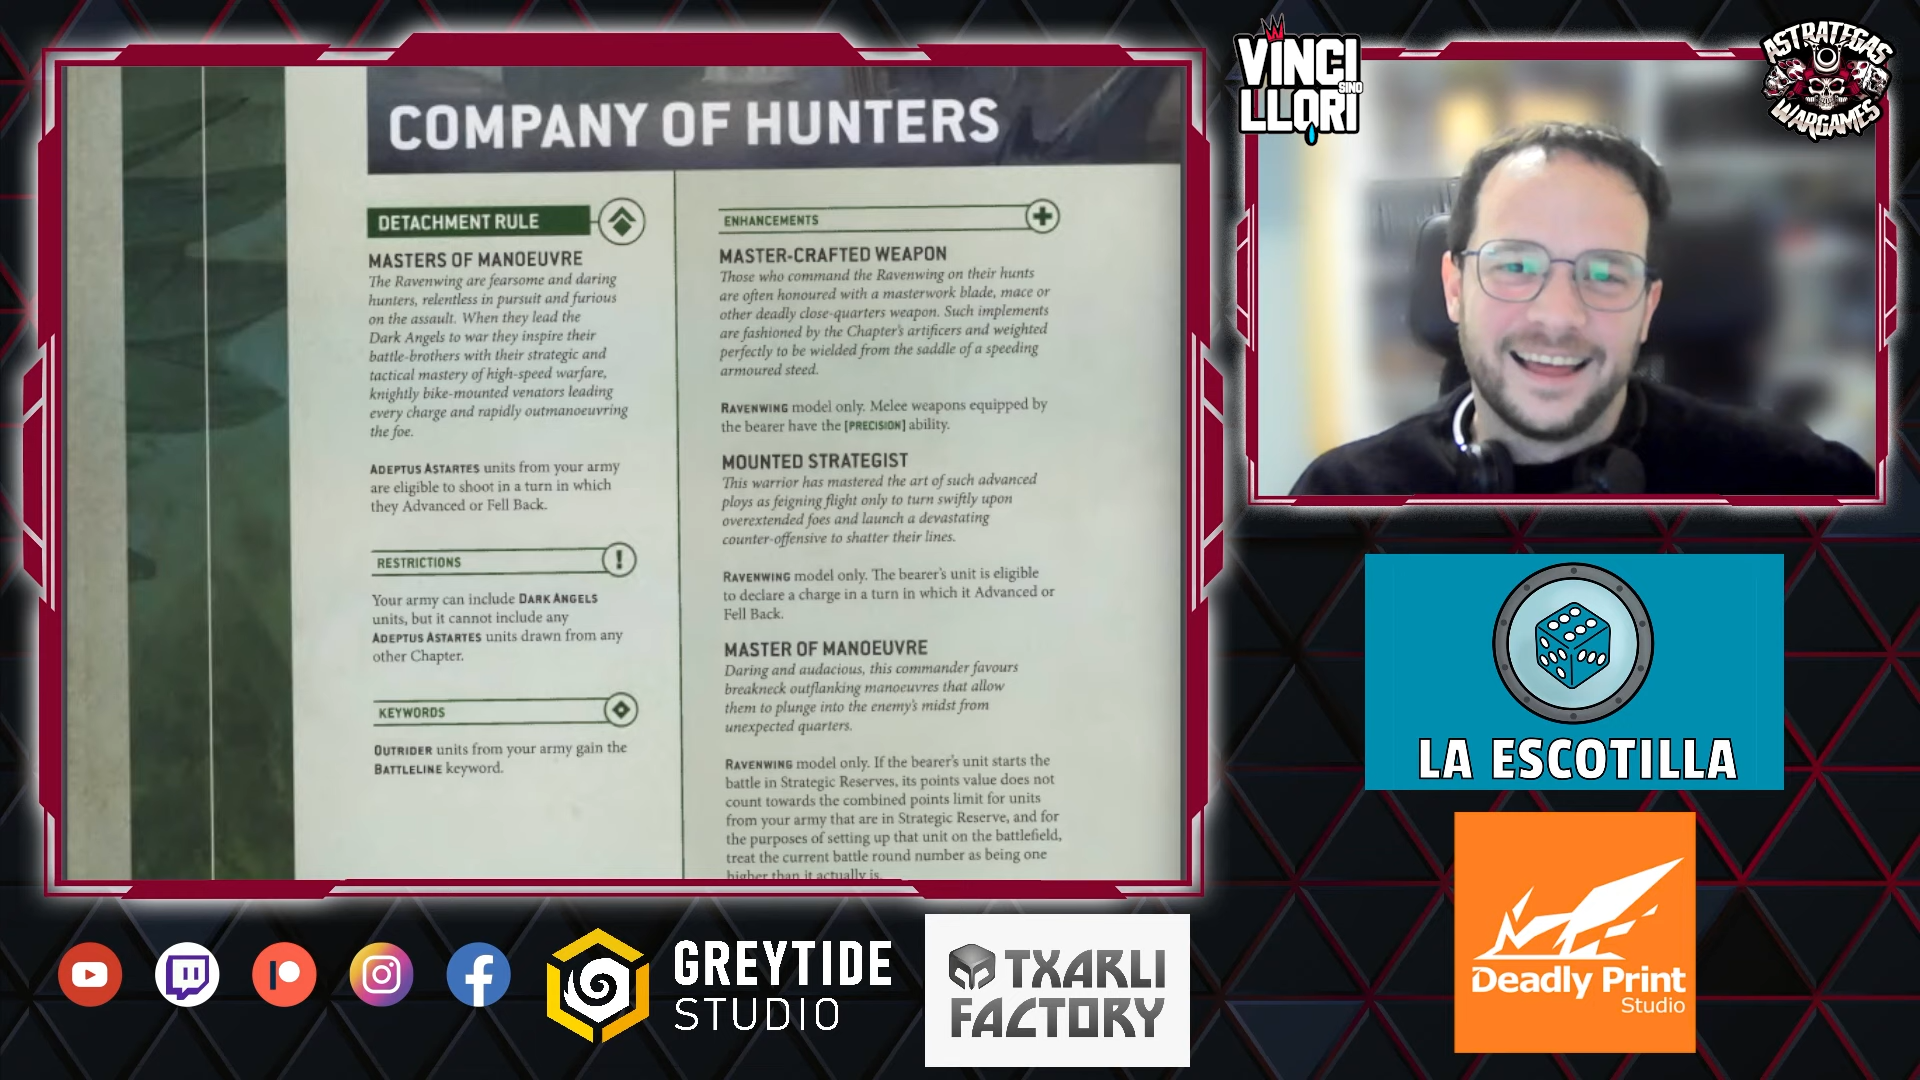 COMPANY OF HUNTERS
DETACHMENT RULE
MASTERS OF MANOEUVRE
The Ravenwing are fearsome and daring
hunters, relentless in pursuit and furious
on the assault. When they lead the
Dark Angels to war they inspire their
battle-brothers with their strategic and
tactical mastery of high-speed warfare,
knightly bike-mounted venators leading
every charge and rapidly outmanoeuvring
the foe.
ADEPTUS ASTARTES units from your army
are eligible to shoot in a turn in which
they Advanced or Fell Back.
RESTRICTIONS
Your army can include DARK ANGELS
units, but it cannot include any
ADEPTUS ASTARTES units drawn from any
other Chapter.
KEYWORDS
OUTRIDER units from your army gain the
BATTLELINE keyword.
ENHANCEMENTS
MASTER-CRAFTED WEAPON
Those who command the Ravenwing on their hunts
are often honoured with a masterwork blade, mace or
other deadly close-quarters weapon. Such implements
are fashioned by the Chapter's artificers and weighted
perfectly to be wielded from the saddle of a speeding
armoured steed.
RAVENWING model only. Melee weapons equipped by
the bearer have the [PRECISION] ability.
MOUNTED STRATEGIST
This warrior has mastered the art of such advanced
ploys as feigning flight only to turn swiftly upon
overextended foes and launch a devastating
counter-offensive to shatter their lines.
RAVENWING model only. The bearer's unit is eligible
to declare a charge in a turn in which it Advanced or
Fell Back.
MASTER OF MANOEUVRE
Daring and audacious, this commander favours
breakneck outflanking manoeuvres that allow
them to plunge into the enemy's midst from
unexpected quarters.
RAVENWING model only. If the bearer's unit starts the
battle in Strategic Reserves, its points value does not
count towards the combined points limit for units
from your army that are in Strategic Reserve, and for
the purposes of setting up that unit on the battlefield,
treat the current battle round number as being one
higher than it actually is.
VINCI
SINO
LLORI
ASTRATEGAS
WARGAMES
LA ESCOTILLA
Deadly Print
Studio
GREYTIDE
STUDIO
TXARLI
FACTORY